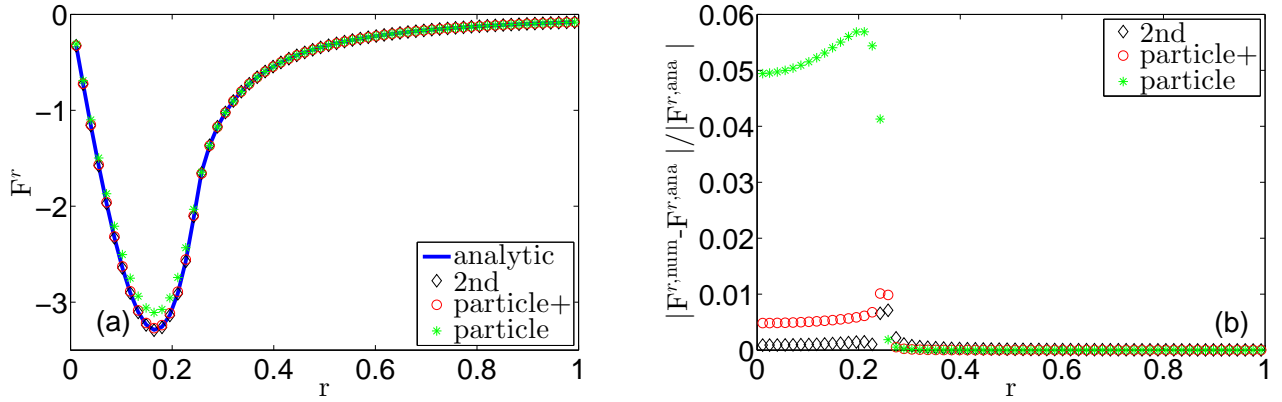 0
−1
−2
−3
F^r
0 0.2 0.4 0.6 0.8 1
r
(a)
analytic
2nd
particle+
particle
0.06
0.05
0.04
0.03
0.02
0.01
0
|F^{r,num}-F^{r,ana}|/|F^{r,ana}|
0 0.2 0.4 0.6 0.8 1
r
2nd
particle+
particle
(b)